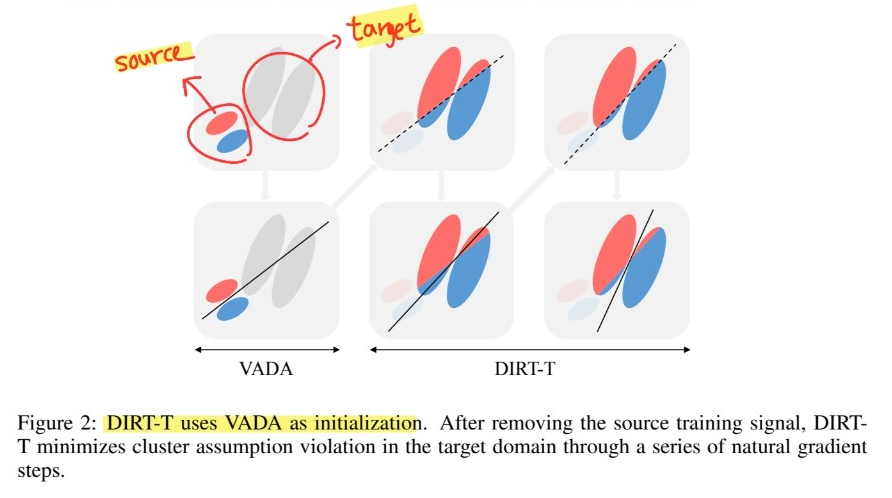 target
source
VADA
DIRT-T
Figure 2: DIRT-T uses VADA as initialization. After removing the source training signal, DIRT-
T minimizes cluster assumption violation in the target domain through a series of natural gradient
steps.